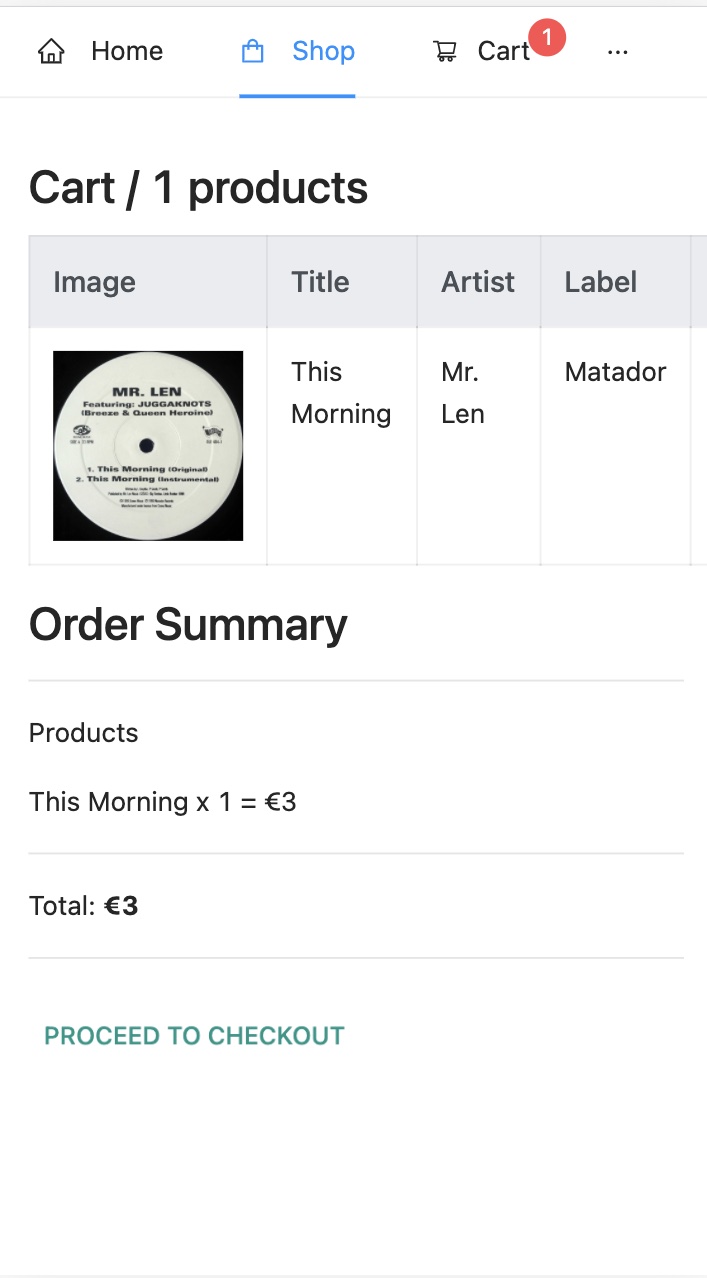 Home
Shop
Cart
1
...
Cart / 1 products
Image
Title
Artist
Label
This
Morning
Mr.
Len
Matador
MR. LEN
Featuring: JUGGAKNOTS
(Breeze & Queen Heroine)
1. This Morning (Original)
2. This Morning (Instrumental)
Order Summary
Products
This Morning x 1 = €3
Total: €3
PROCEED TO CHECKOUT